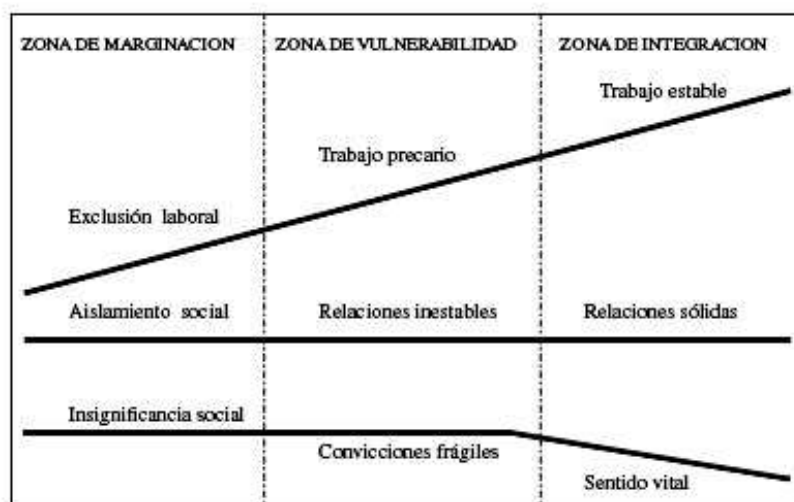 ZONA DE MARGINACION
ZONA DE VULNERABILIDAD
ZONA DE INTEGRACION
Trabajo estable
Trabajo precario
Exclusión laboral
Aislamiento social
Relaciones inestables
Relaciones sólidas
Insignificancia social
Convicciones frágiles
Sentido vital